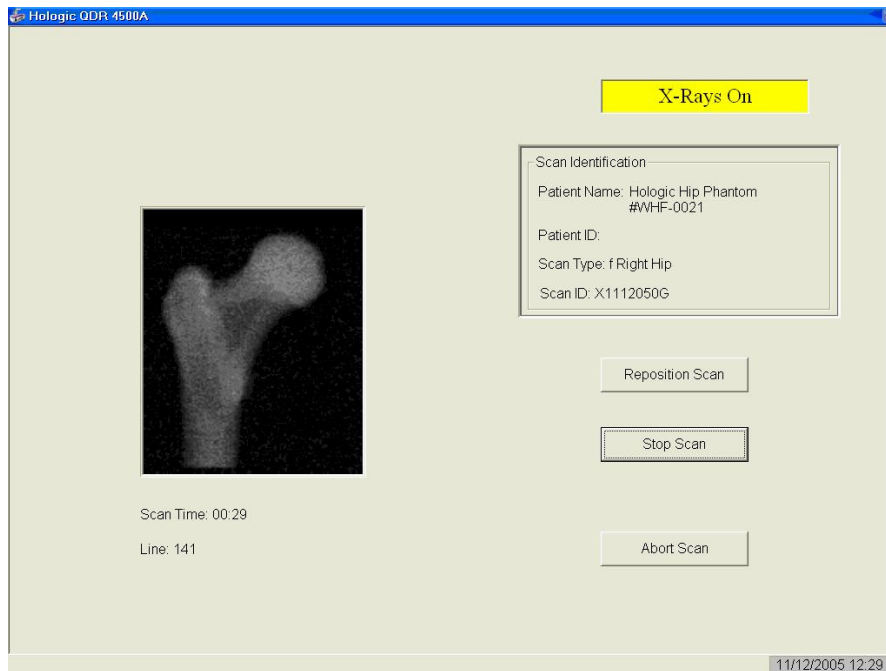 Hologic QDR 4500A
X-Rays On
Scan Identification
Patient Name: Hologic Hip Phantom
#WHF-0021
Patient ID:
Scan Type: f Right Hip
Scan ID: X1112050G
Reposition Scan
Stop Scan
Scan Time: 00:29
Line: 141
Abort Scan
11/12/2005 12:29